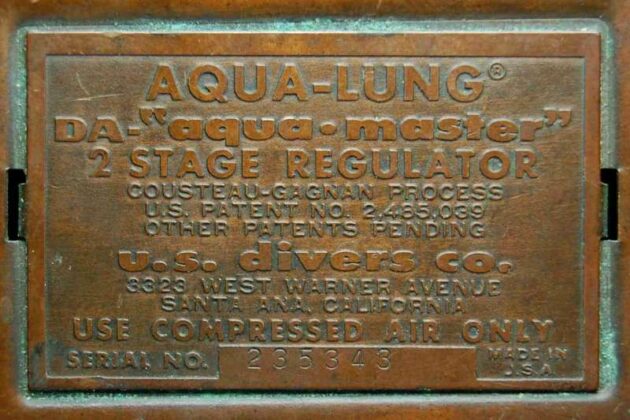 AQUA-LUNG®
DA-"aqua•master"
2 STAGE REGULATOR
COUSTEAU-GAGNAN PROCESS
U.S. PATENT NO. 2,485,039
OTHER PATENTS PENDING
u.s. divers co.
3323 WEST WARNER AVENUE
SANTA ANA, CALIFORNIA
USE COMPRESSED AIR ONLY
SERIAL NO. 235343 MADE IN
U.S.A.